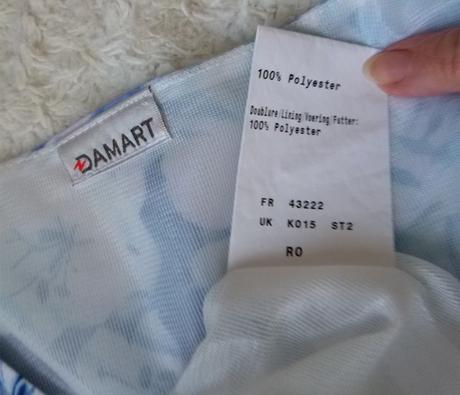 DAMART
100% Polyester
Doublure/Lining/Voering/Futter:
100% Polyester
FR 43222
UK K015 ST2
RO